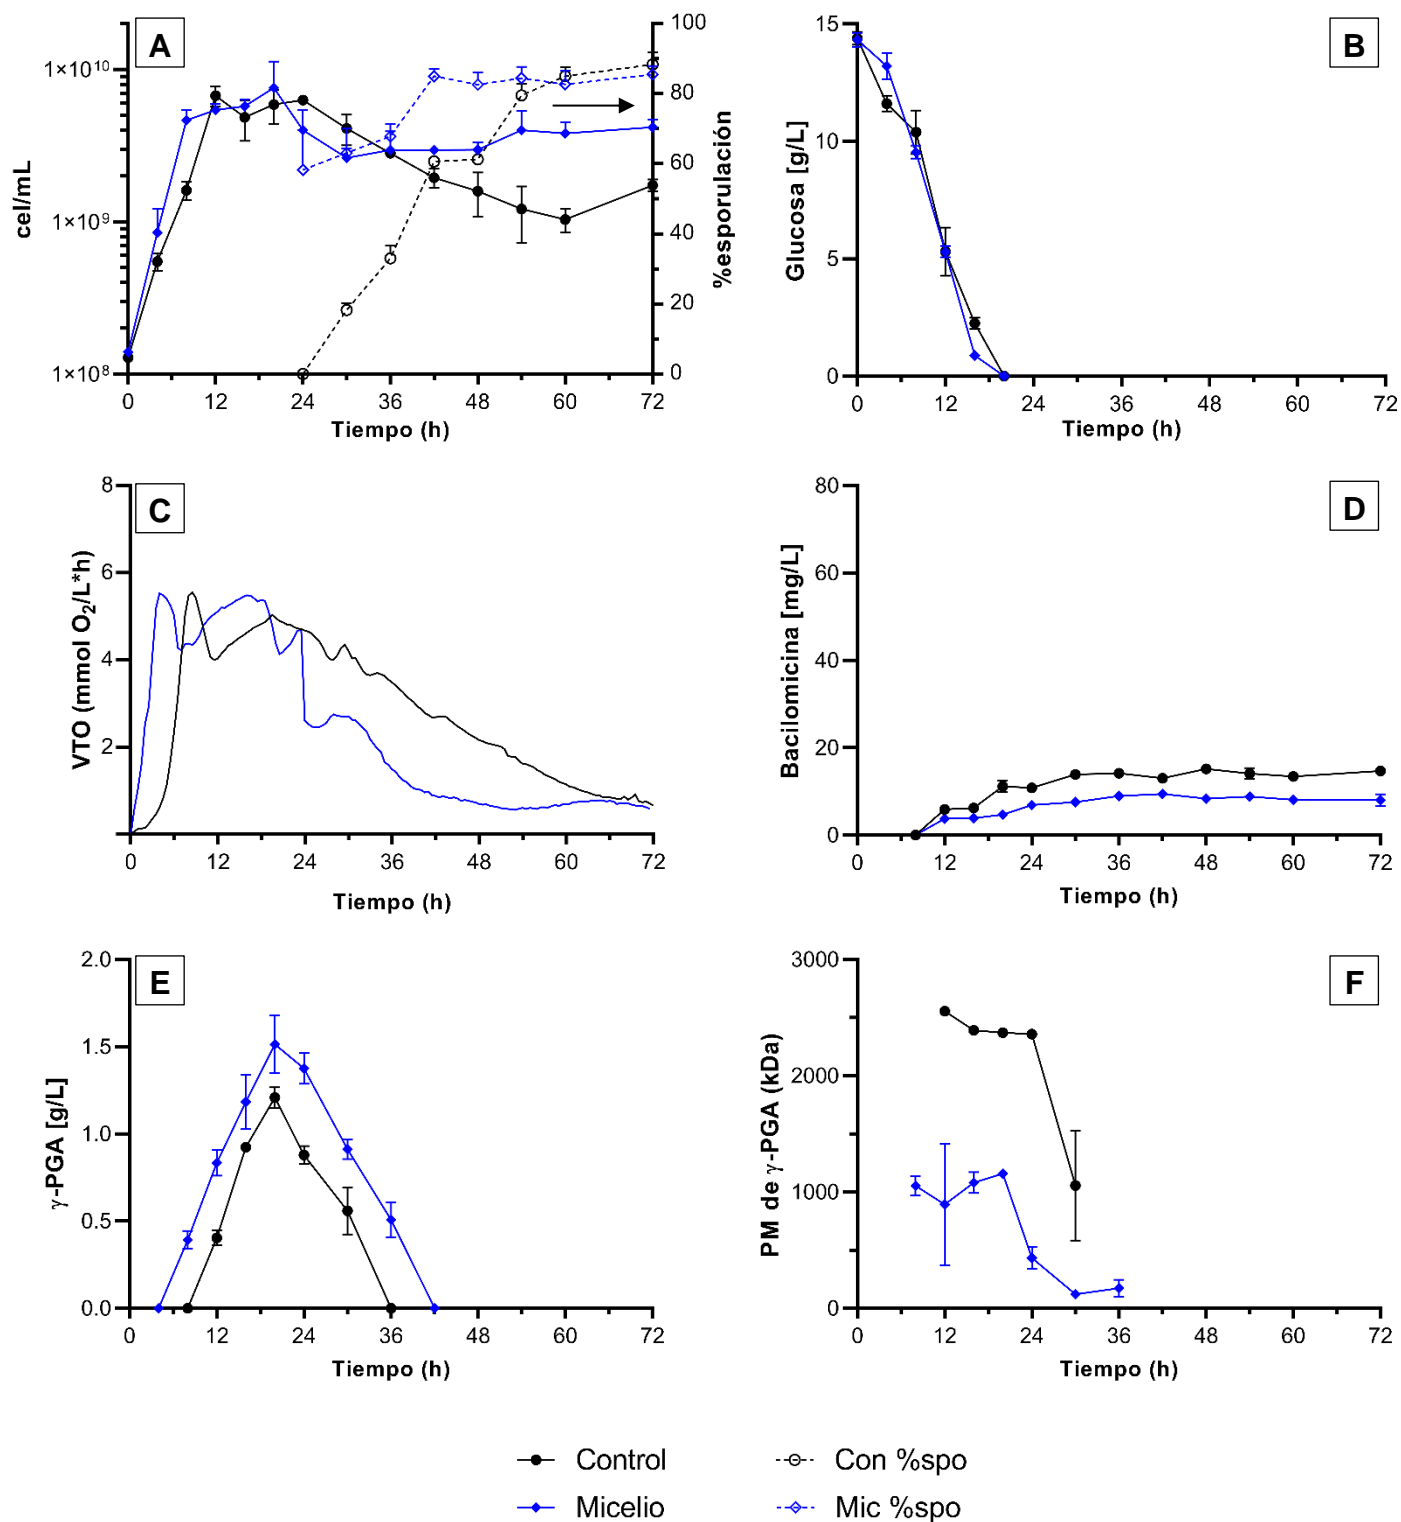 A
B
1×10¹⁰
1×10⁹
1×10⁸
cel/mL
100
80
60
40
20
0
%esporulación
0 12 24 36 48 60 72
Tiempo (h)
15
10
5
0
Glucosa [g/L]
0 12 24 36 48 60 72
Tiempo (h)
C
D
8
6
4
2
VTO (mmol O₂/L*h)
0 12 24 36 48 60 72
Tiempo (h)
80
60
40
20
0
Bacilomicina [mg/L]
0 12 24 36 48 60 72
Tiempo (h)
E
F
2.0
1.5
1.0
0.5
0.0
γ-PGA [g/L]
0 12 24 36 48 60 72
Tiempo (h)
3000
2000
1000
0
PM de γ-PGA (kDa)
0 12 24 36 48 60 72
Tiempo (h)
Control
Con %spo
Micelio
Mic %spo